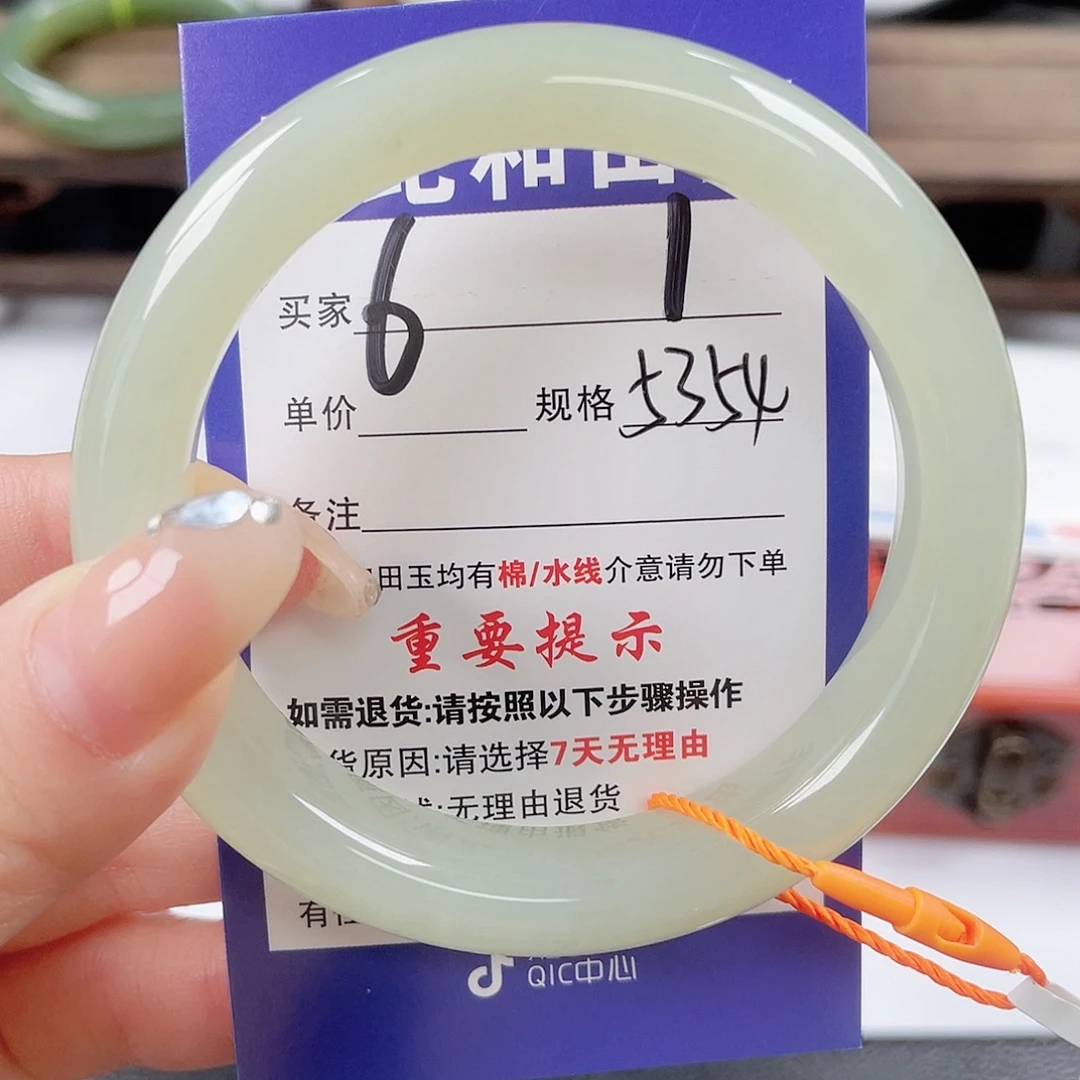 和田
买家 6 1
单价 规格 5354
备注
田玉均有棉/水线介意请勿下单
重要提示
如需退货:请按照以下步骤操作
货原因:请选择7天无理由
:无理由退货
有
QIC中心